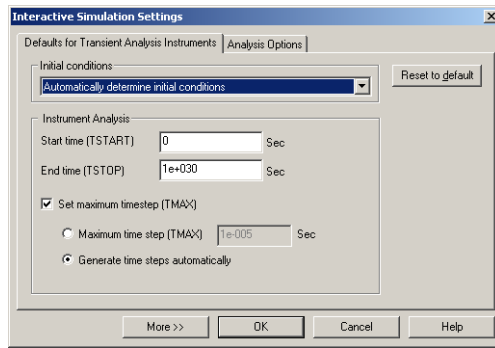 Interactive Simulation Settings
Defaults for Transient Analysis Instruments
Analysis Options
Initial conditions
Automatically determine initial conditions
Reset to default
Instrument Analysis
Start time (TSTART) 0 Sec
End time (TSTOP) 1e+030 Sec
Set maximum timestep (TMAX)
Maximum time step (TMAX) 1e-005 Sec
Generate time steps automatically
More >> OK Cancel Help